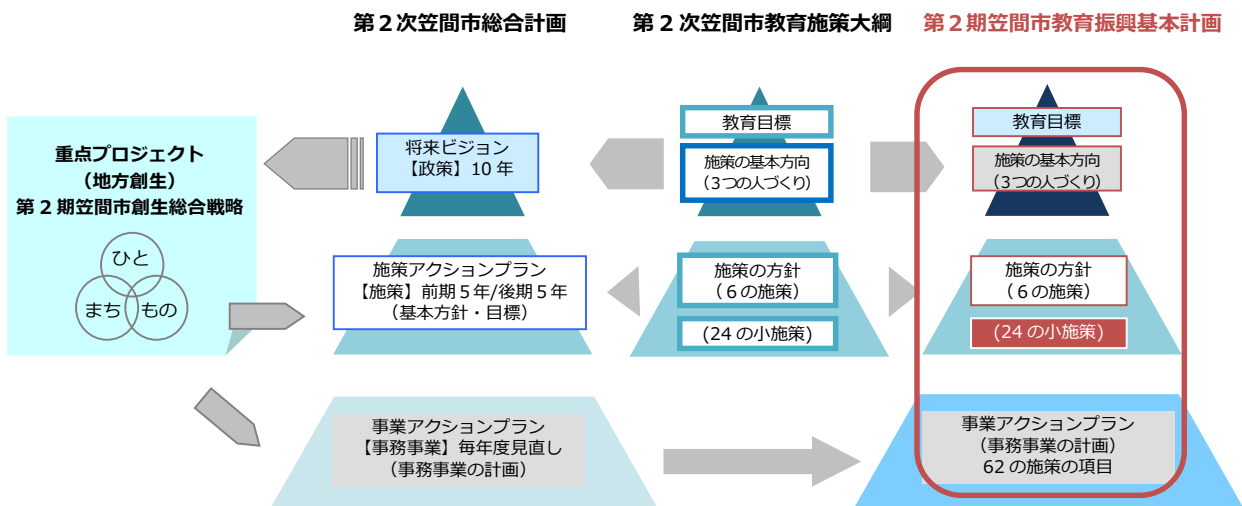 第２次笠間市総合計画
第２次笠間市教育施策大綱
第２期笠間市教育振興基本計画
重点プロジェクト
（地方創生）
第２期笠間市創生総合戦略
ひと
まち
もの
将来ビジョン
【政策】10 年
施策アクションプラン
【施策】前期５年/後期５年
（基本方針・目標）
事業アクションプラン
【事務事業】毎年度見直し
（事務事業の計画）
教育目標
施策の基本方向
（３つの人づくり）
施策の方針
（６の施策）
(24 の小施策)
教育目標
施策の基本方向
（３つの人づくり）
施策の方針
（６の施策）
(24 の小施策)
事業アクションプラン
（事務事業の計画）
62 の施策の項目